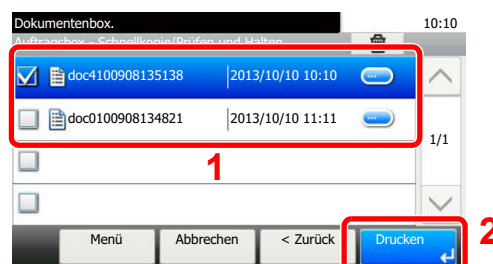 Dokumentenbox. 10:10
Auftragsbox - Schnellkopie/Prüfen und Halten
doc4100908135138 2013/10/10 10:10
doc0100908134821 2013/10/10 11:11
1/1
1
Menü Abbrechen < Zurück Drucken
2